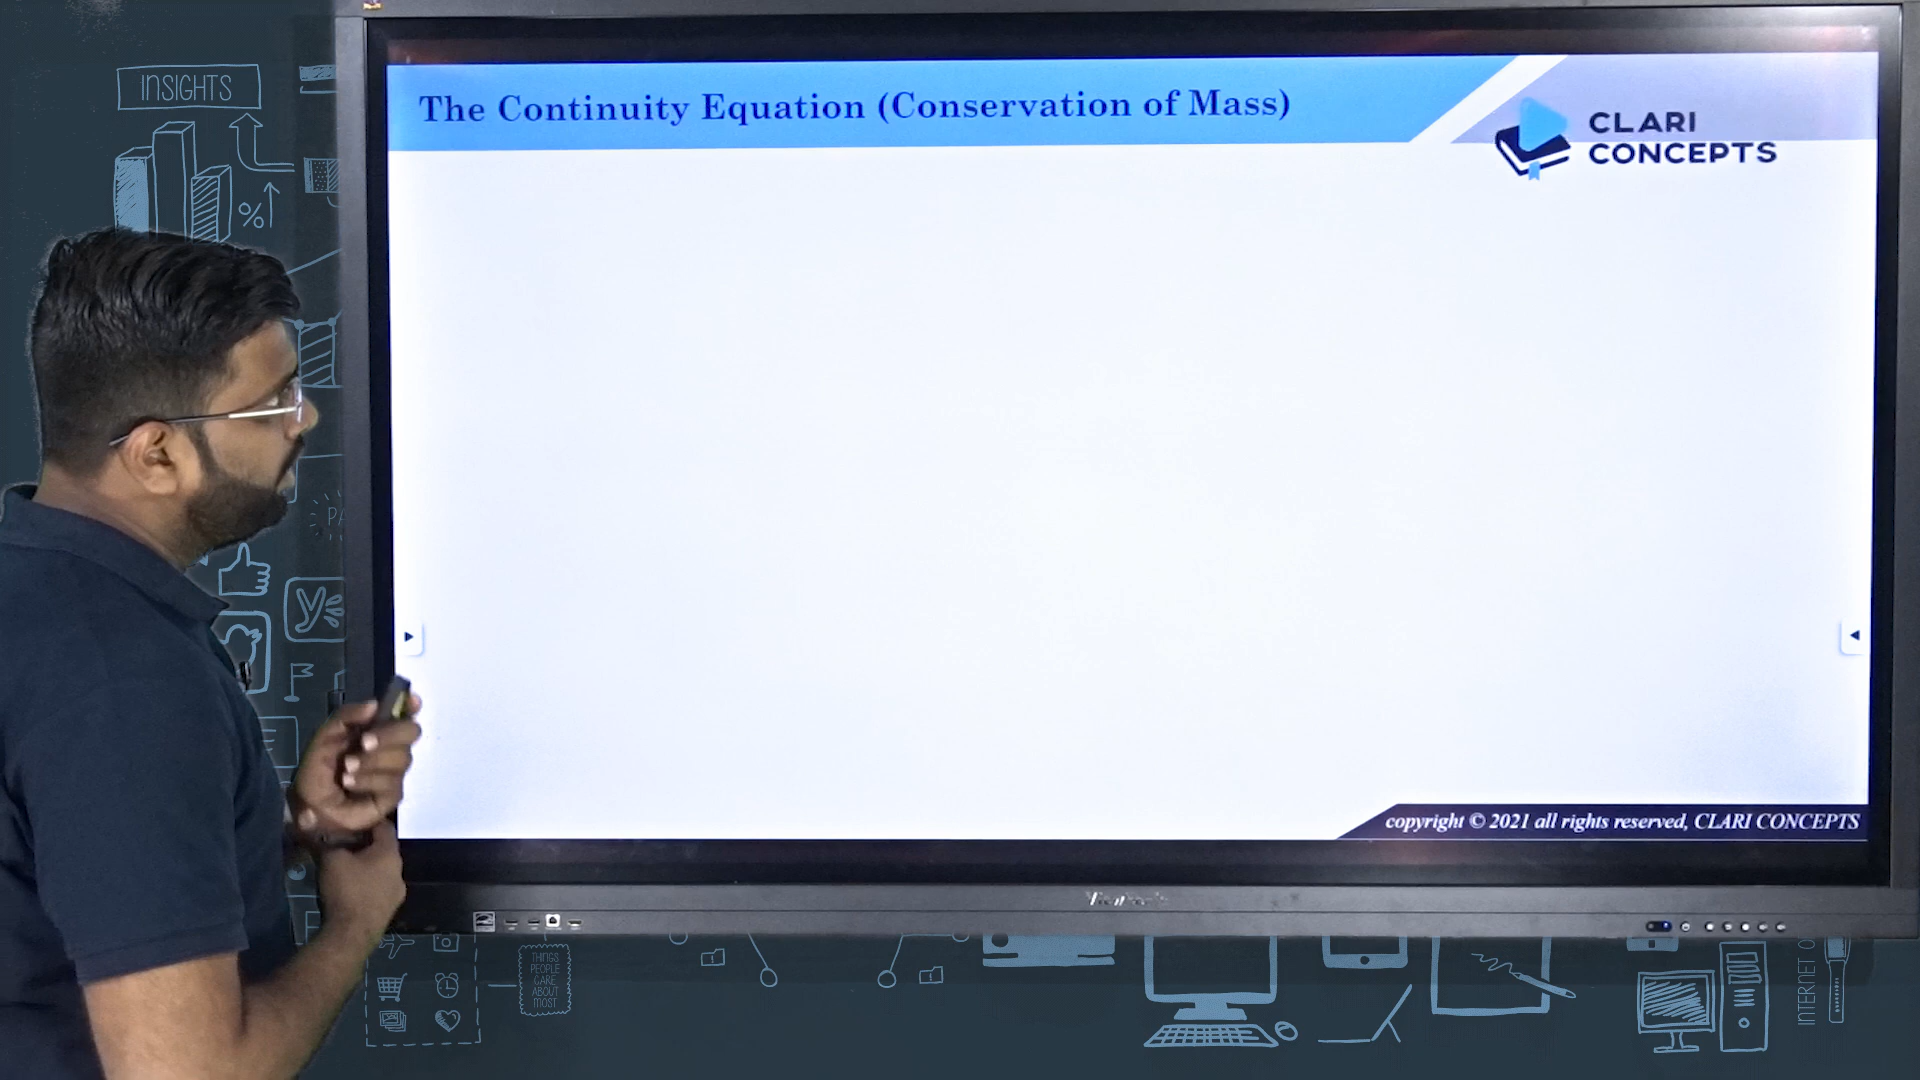 INSIGHTS
%
The Continuity Equation (Conservation of Mass)
CLARI
CONCEPTS
PA
copyright © 2021 all rights reserved, CLARI CONCEPTS
THINGS
PEOPLE
CARE
ABOUT
MOST
INTERNET O